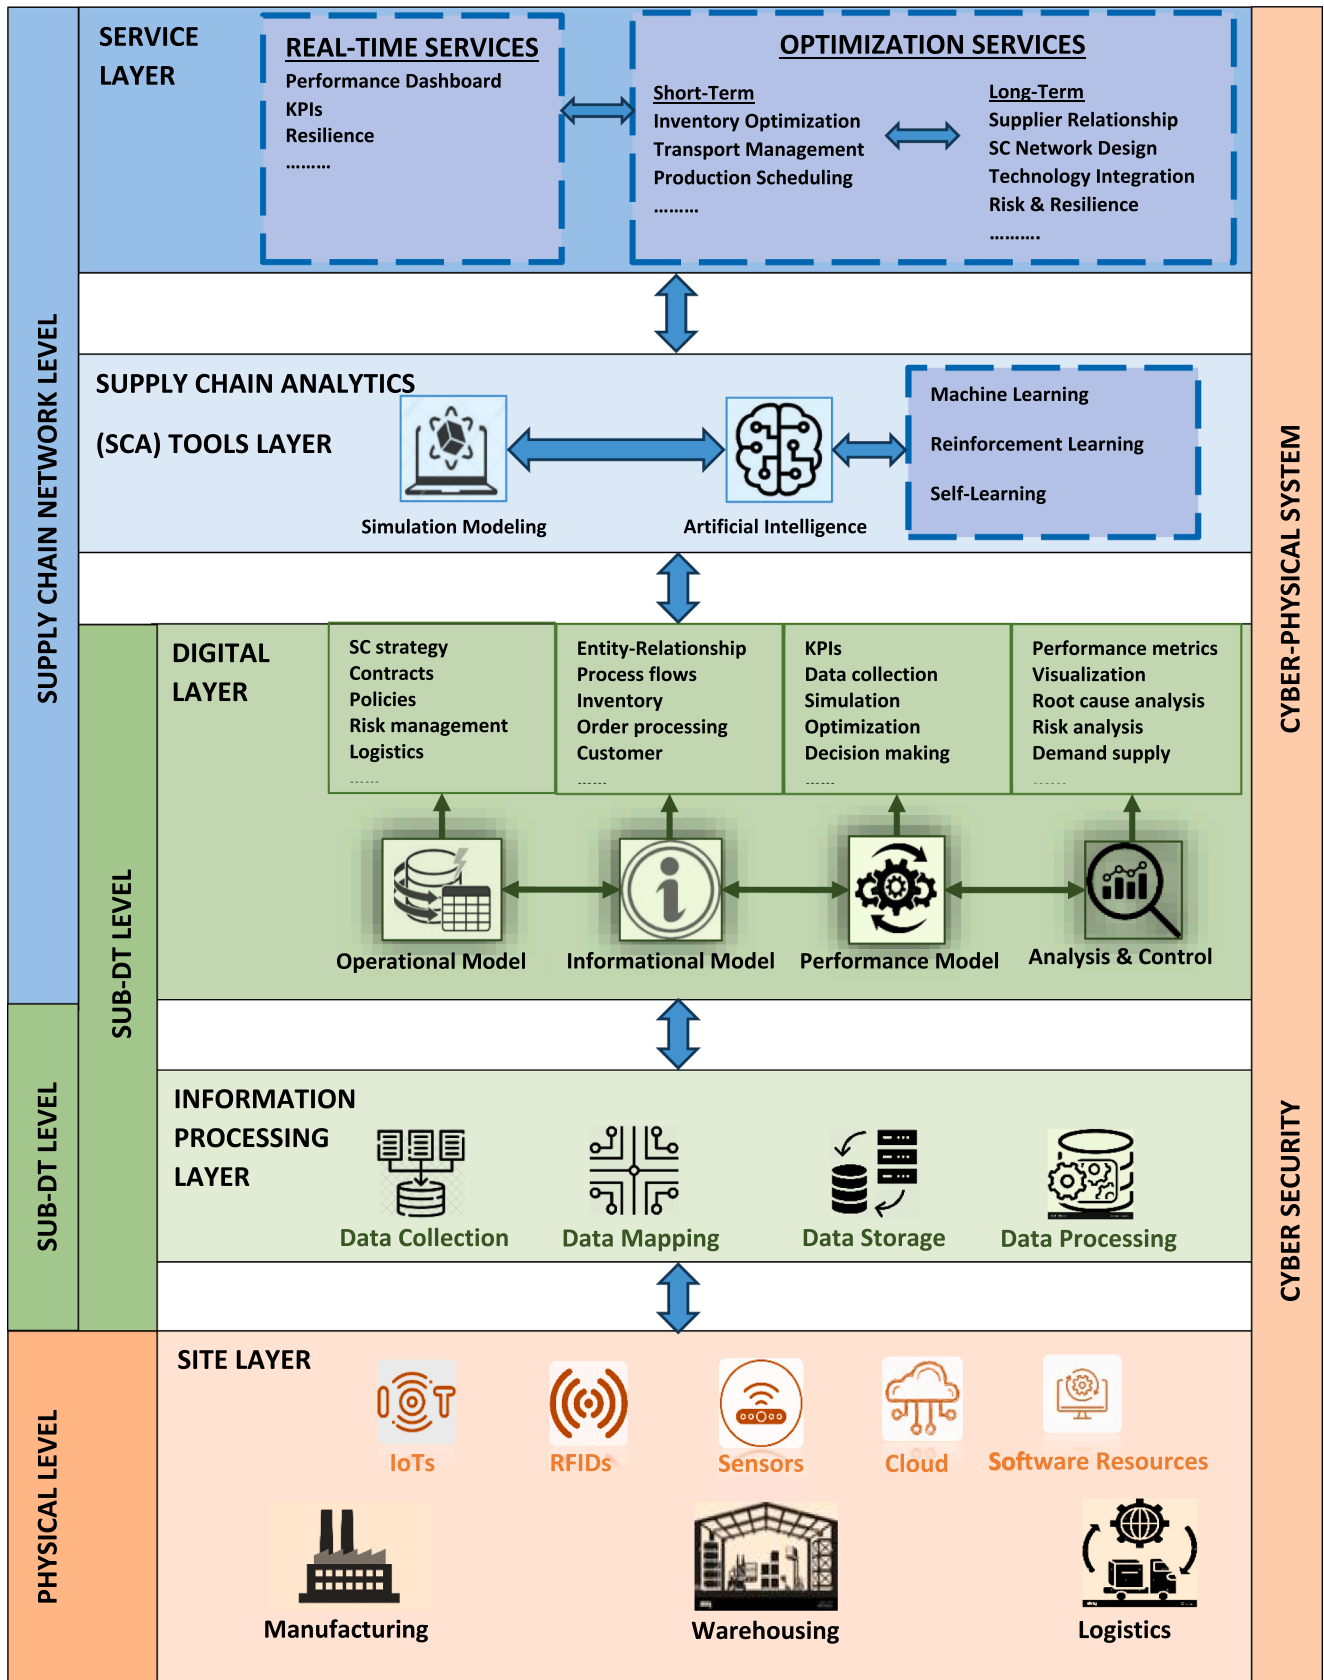 SERVICE
LAYER
REAL-TIME SERVICES
Performance Dashboard
KPIs
Resilience
.........
OPTIMIZATION SERVICES
Short-Term
Inventory Optimization
Transport Management
Production Scheduling
.........
Long-Term
Supplier Relationship
SC Network Design
Technology Integration
Risk & Resilience
..........
SUPPLY CHAIN NETWORK LEVEL
SUPPLY CHAIN ANALYTICS
(SCA) TOOLS LAYER
Simulation Modeling
Artificial Intelligence
Machine Learning
Reinforcement Learning
Self-Learning
CYBER-PHYSICAL SYSTEM
DIGITAL
LAYER
SC strategy
Contracts
Policies
Risk management
Logistics
......
Entity-Relationship
Process flows
Inventory
Order processing
Customer
......
KPIs
Data collection
Simulation
Optimization
Decision making
......
Performance metrics
Visualization
Root cause analysis
Risk analysis
Demand supply
......
Operational Model
Informational Model
Performance Model
Analysis & Control
SUB-DT LEVEL
SUB-DT LEVEL
INFORMATION
PROCESSING
LAYER
Data Collection
Data Mapping
Data Storage
Data Processing
CYBER SECURITY
PHYSICAL LEVEL
SITE LAYER
IOT
IoTs
RFIDs
Sensors
Cloud
Software Resources
Manufacturing
Warehousing
Logistics